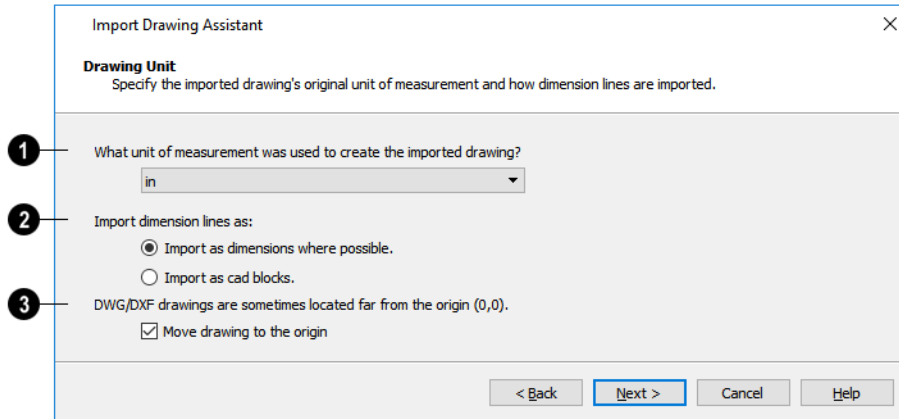 Import Drawing Assistant
Drawing Unit
Specify the imported drawing's original unit of measurement and how dimension lines are imported.
1 What unit of measurement was used to create the imported drawing?
in
2 Import dimension lines as:
Import as dimensions where possible.
Import as cad blocks.
3 DWG/DXF drawings are sometimes located far from the origin (0,0).
Move drawing to the origin
< Back Next > Cancel Help